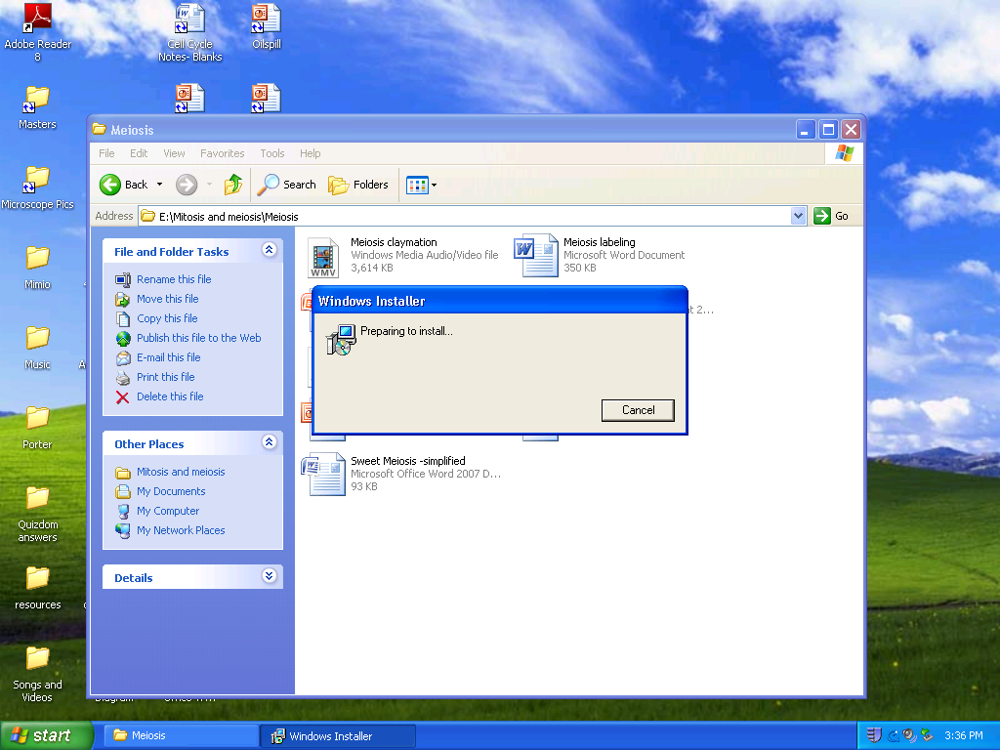 Adobe Reader
8
Cell Cycle
Notes- Blanks
Oilspill
Masters
Microscope Pics
Mimio
Music
Porter
Quizdom
answers
resources
Songs and
Videos
Meiosis
File Edit View Favorites Tools Help
Back Search Folders
Address E:\Mitosis and meiosis\Meiosis Go
File and Folder Tasks
Rename this file
Move this file
Copy this file
Publish this file to the Web
E-mail this file
Print this file
Delete this file
Other Places
Mitosis and meiosis
My Documents
My Computer
My Network Places
Details
Meiosis claymation
Windows Media Audio/Video file
3,614 KB
WMV
Meiosis labeling
Microsoft Word Document
350 KB
2...
Windows Installer
Preparing to install...
Cancel
Sweet Meiosis -simplified
Microsoft Office Word 2007 D...
93 KB
start
Meiosis
Windows Installer
3:36 PM